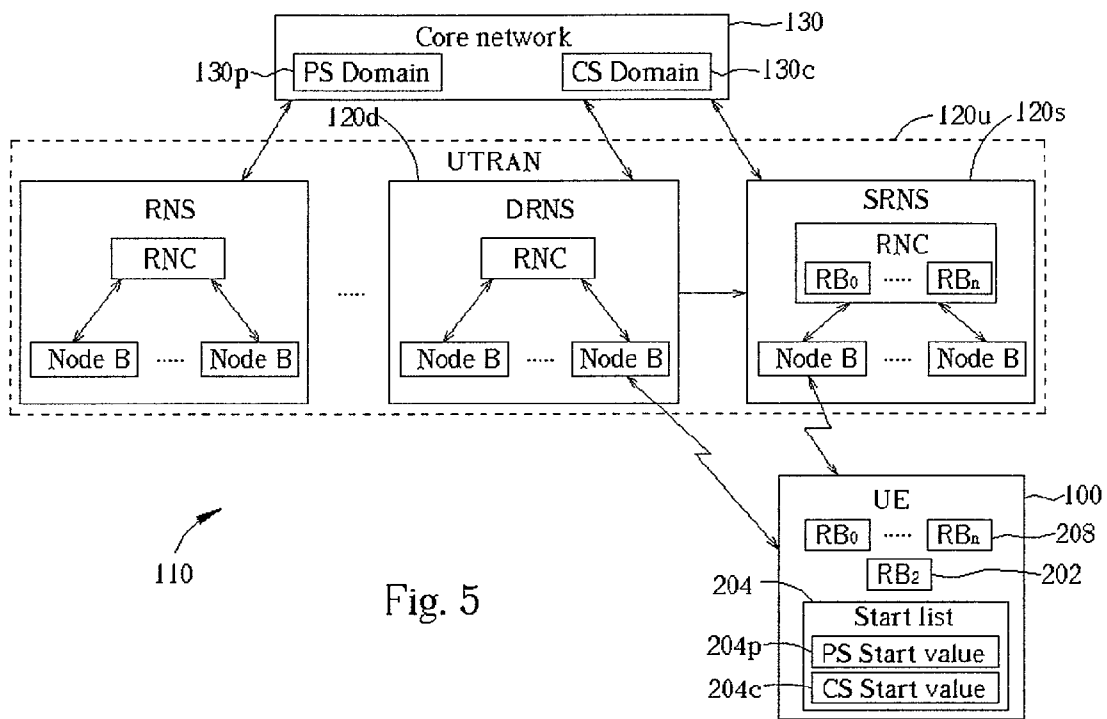 Core network
130
130p
PS Domain
CS Domain
130c
120d
120u
120s
UTRAN
RNS
DRNS
SRNS
RNC
RNC
RNC
RB0 ..... RBn
.....
Node B ..... Node B
Node B ..... Node B
Node B ..... Node B
UE
100
RB0 ..... RBn
208
RB2
202
110
Fig. 5
204
Start list
204p
PS Start value
204c
CS Start value